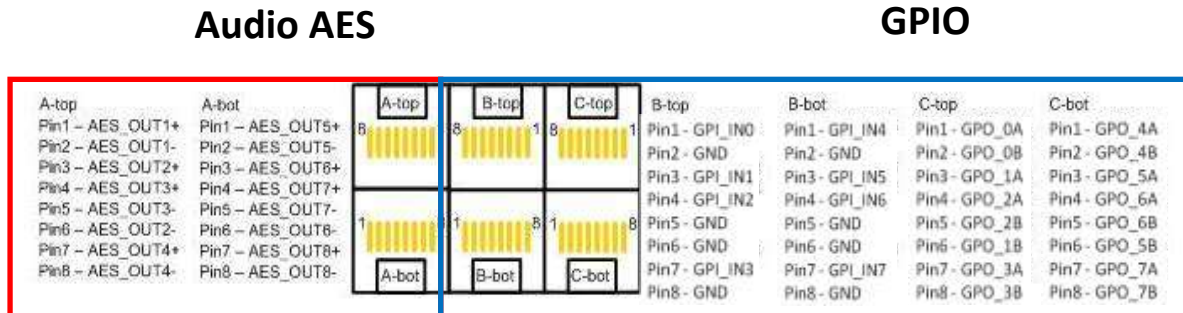 Audio AES
GPIO
A-top
Pin1 – AES_OUT1+
Pin2 – AES_OUT1-
Pin3 – AES_OUT2+
Pin4 – AES_OUT3+
Pin5 – AES_OUT3-
Pin6 – AES_OUT2-
Pin7 – AES_OUT4+
Pin8 – AES_OUT4-
A-bot
Pin1 – AES_OUT5+
Pin2 – AES_OUT5-
Pin3 – AES_OUT6+
Pin4 – AES_OUT7+
Pin5 – AES_OUT7-
Pin6 – AES_OUT6-
Pin7 – AES_OUT8+
Pin8 – AES_OUT8-
A-top
B-top
C-top
8
8 1
8 1
1
1 8
1 8
A-bot
B-bot
C-bot
B-top
Pin1 - GPI_IN0
Pin2 - GND
Pin3 - GPI_IN1
Pin4 - GPI_IN2
Pin5 - GND
Pin6 - GND
Pin7 - GPI_IN3
Pin8 - GND
B-bot
Pin1 - GPI_IN4
Pin2 - GND
Pin3 - GPI_IN5
Pin4 - GPI_IN6
Pin5 - GND
Pin6 - GND
Pin7 - GPI_IN7
Pin8 - GND
C-top
Pin1 - GPO_0A
Pin2 - GPO_0B
Pin3 - GPO_1A
Pin4 - GPO_2A
Pin5 - GPO_2B
Pin6 - GPO_1B
Pin7 - GPO_3A
Pin8 - GPO_3B
C-bot
Pin1 - GPO_4A
Pin2 - GPO_4B
Pin3 - GPO_5A
Pin4 - GPO_6A
Pin5 - GPO_6B
Pin6 - GPO_5B
Pin7 - GPO_7A
Pin8 - GPO_7B